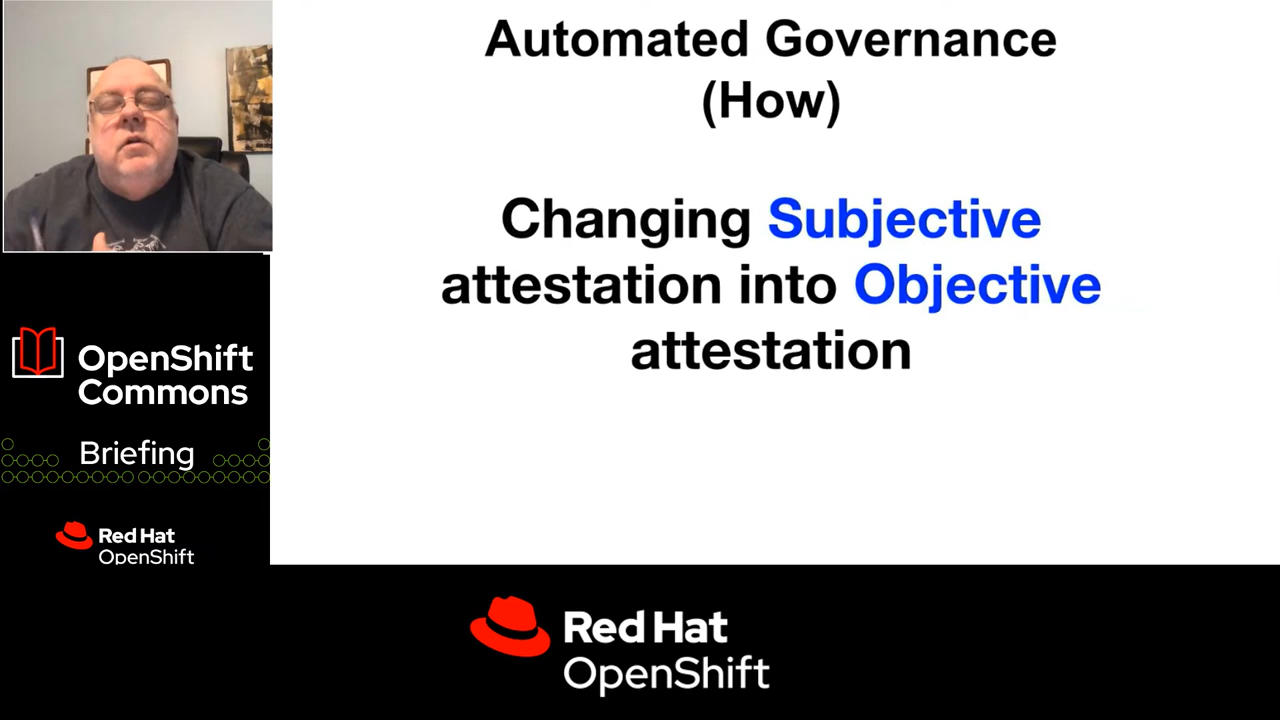 Automated Governance
(How)
Changing Subjective
attestation into Objective
attestation
OpenShift
Commons
Briefing
Red Hat
OpenShift
Red Hat
OpenShift